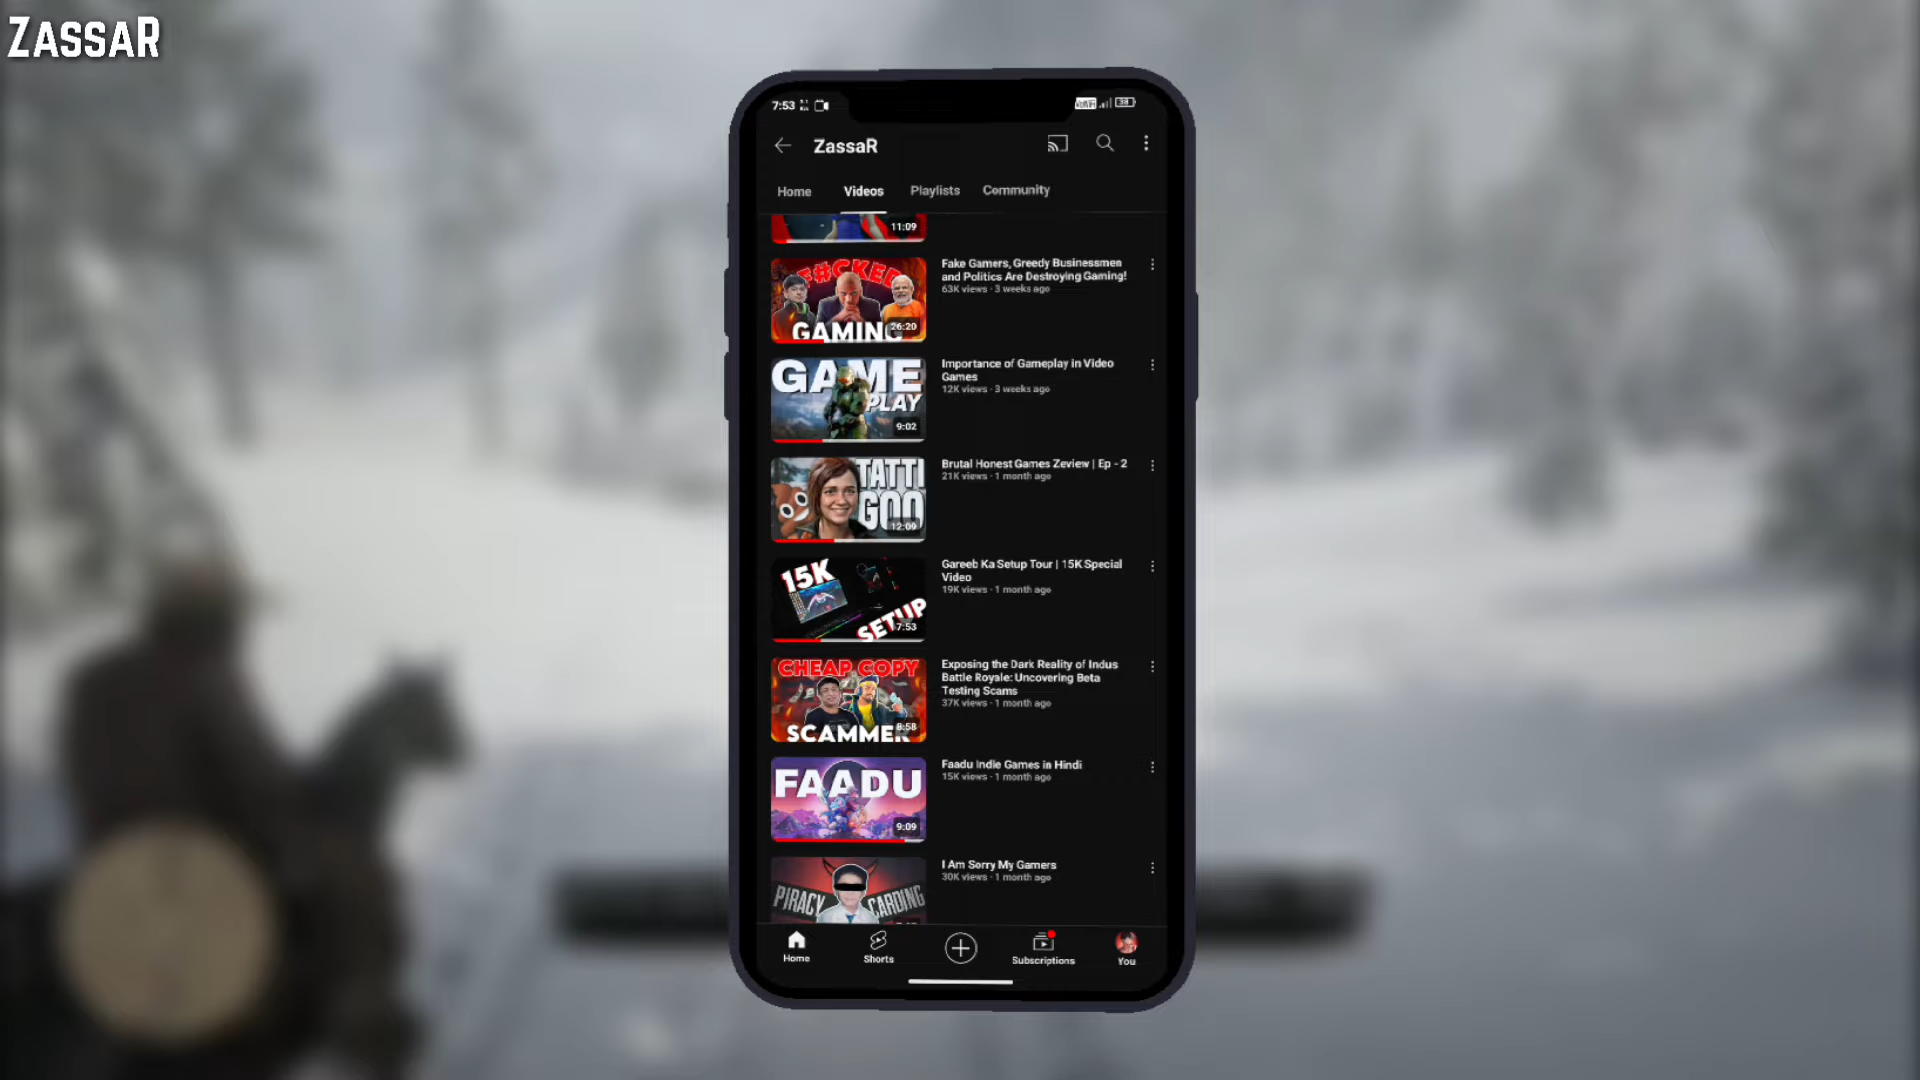 ZASSAR
7:53
38
ZassaR
Home Videos Playlists Community
11:09
F#CKED
GAMING
26:20
Fake Gamers, Greedy Businessmen
and Politics Are Destroying Gaming!
63K views · 3 weeks ago
GAME
PLAY
9:02
Importance of Gameplay in Video
Games
12K views · 3 weeks ago
TATTI
GOO
12:09
Brutal Honest Games Zeview | Ep - 2
21K views · 1 month ago
15K
SETUP
7:53
Gareeb Ka Setup Tour | 15K Special
Video
19K views · 1 month ago
CHEAP COPY
SCAMMER
8:58
Exposing the Dark Reality of Indus
Battle Royale: Uncovering Beta
Testing Scams
37K views · 1 month ago
FAADU
9:09
Faadu Indie Games in Hindi
15K views · 1 month ago
PIRACY CARDING
I Am Sorry My Gamers
30K views · 1 month ago
Home Shorts Subscriptions You